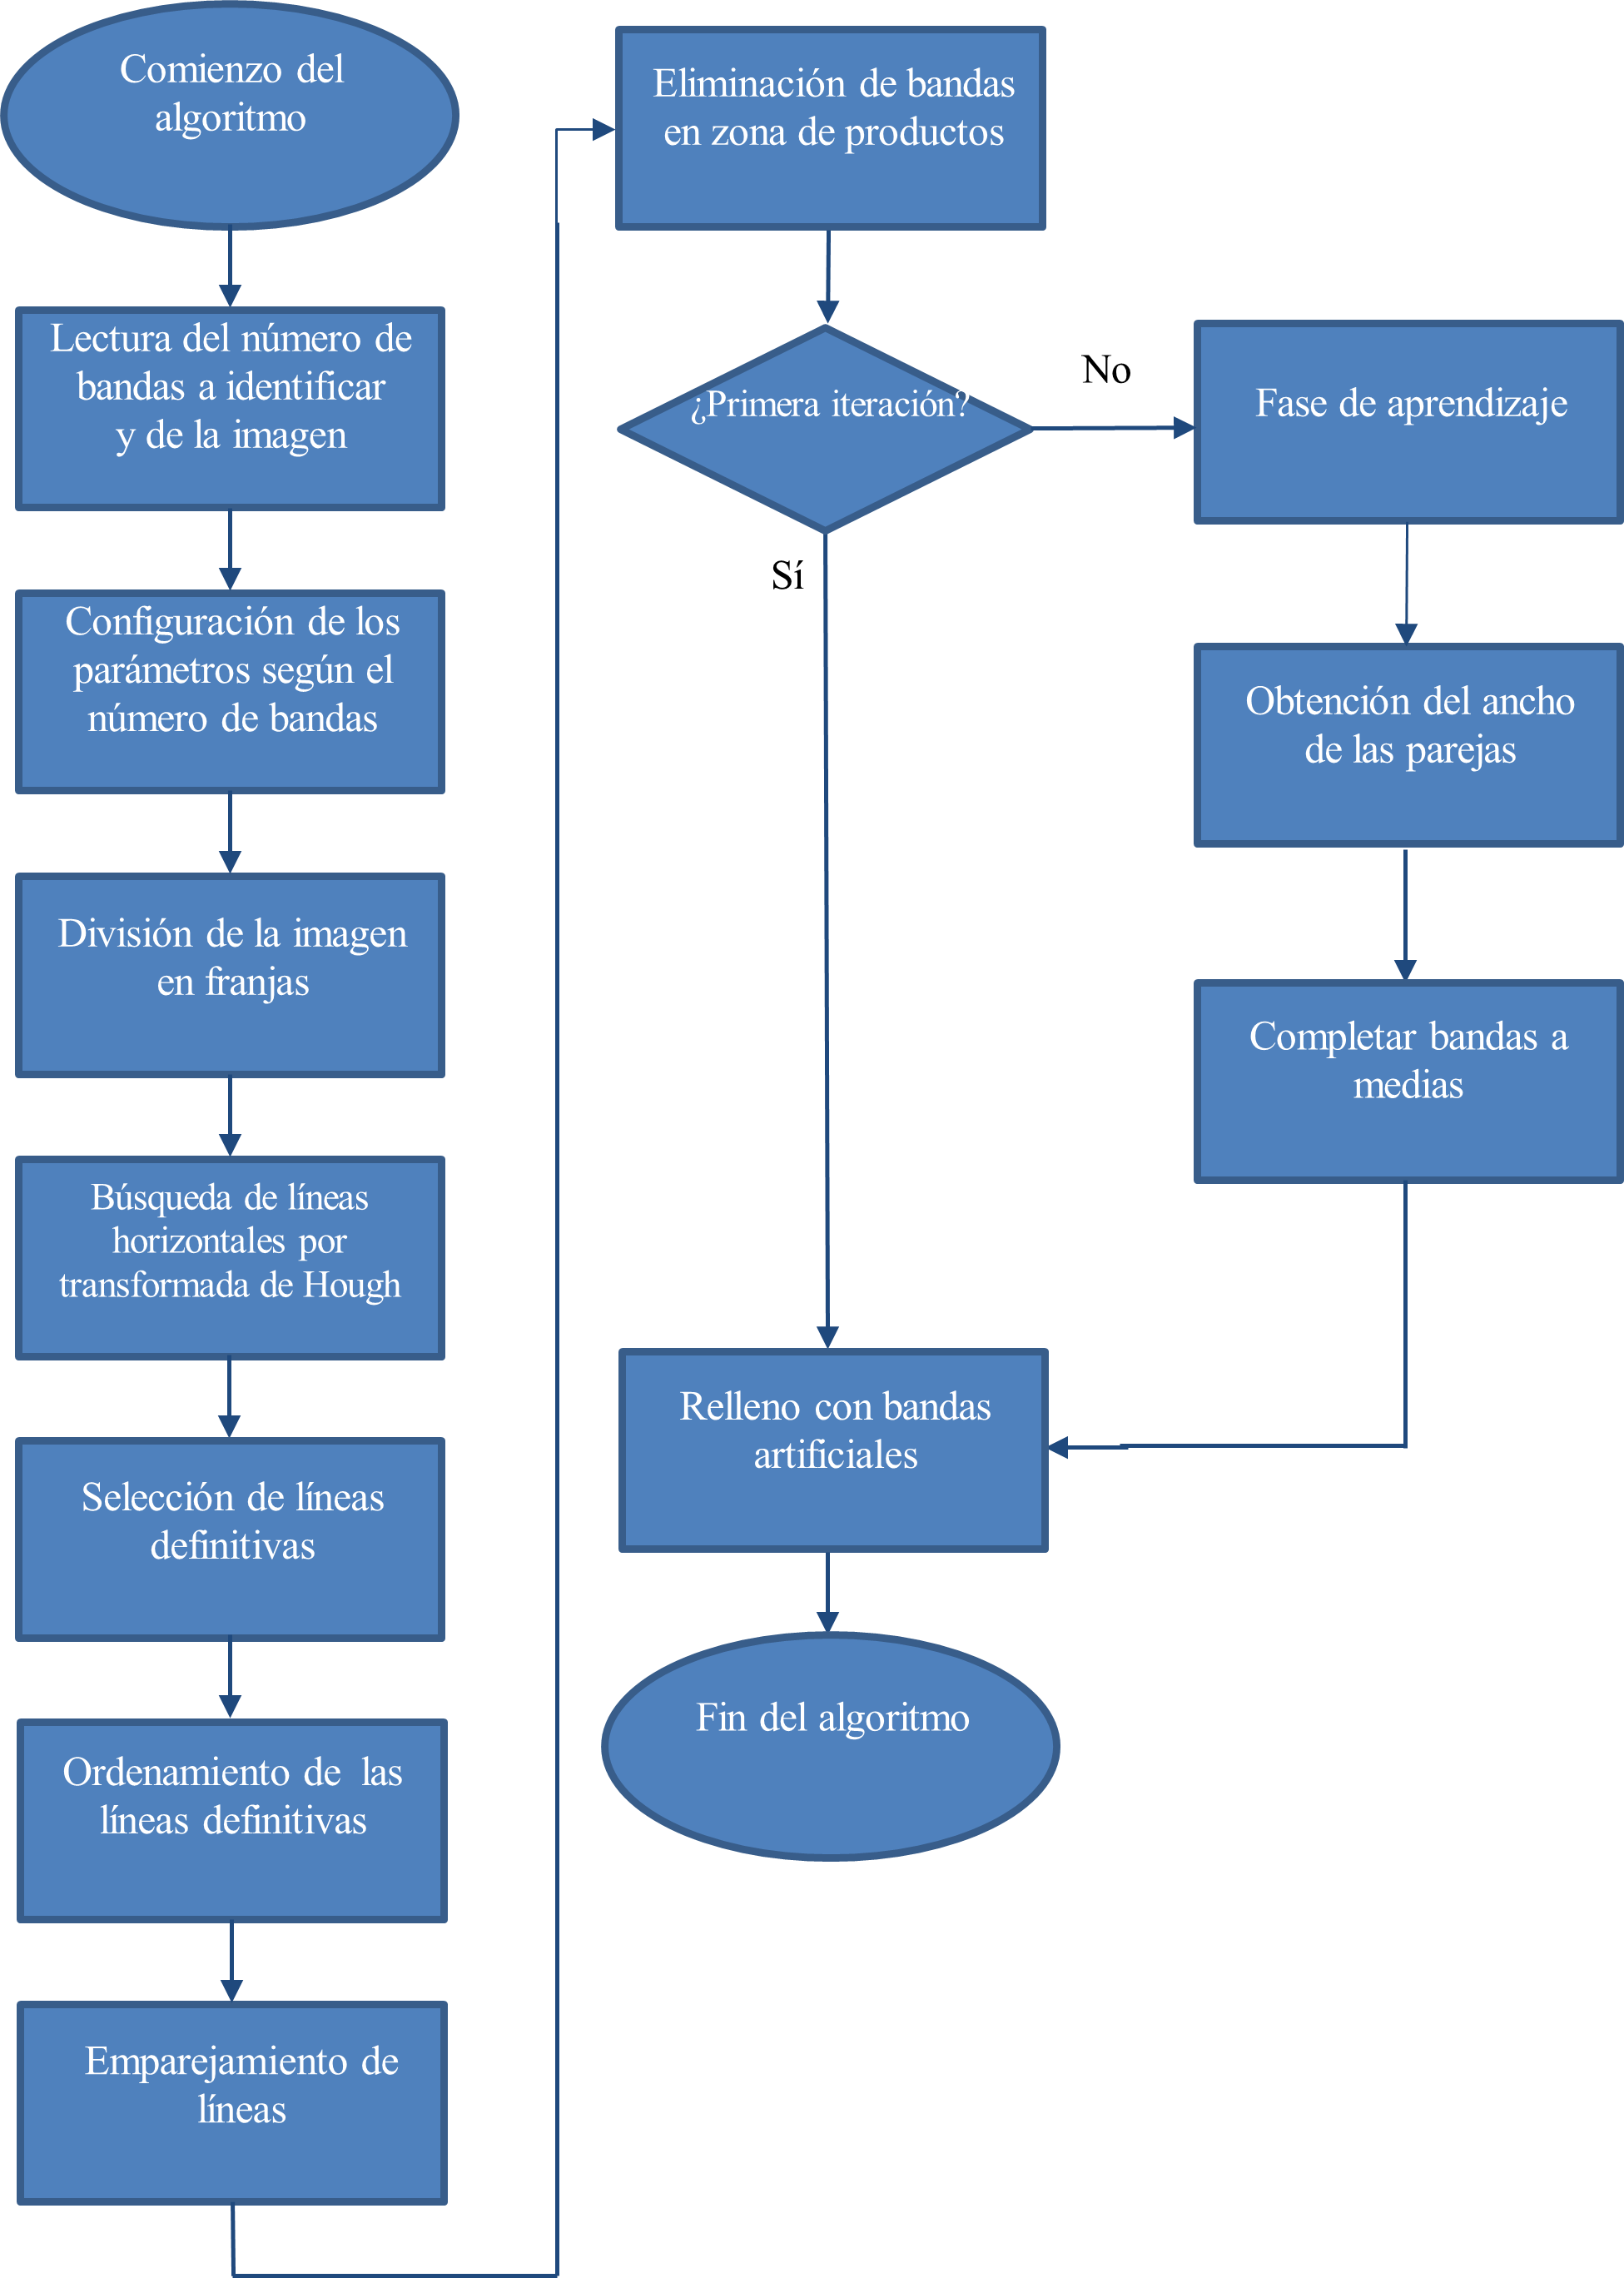 Comienzo del
algoritmo
Lectura del número de
bandas a identificar
y de la imagen
Configuración de los
parámetros según el
número de bandas
División de la imagen
en franjas
Búsqueda de líneas
horizontales por
transformada de Hough
Selección de líneas
definitivas
Ordenamiento de las
líneas definitivas
Emparejamiento de
líneas
Eliminación de bandas
en zona de productos
¿Primera iteración?
No
Sí
Fase de aprendizaje
Obtención del ancho
de las parejas
Completar bandas a
medias
Relleno con bandas
artificiales
Fin del algoritmo